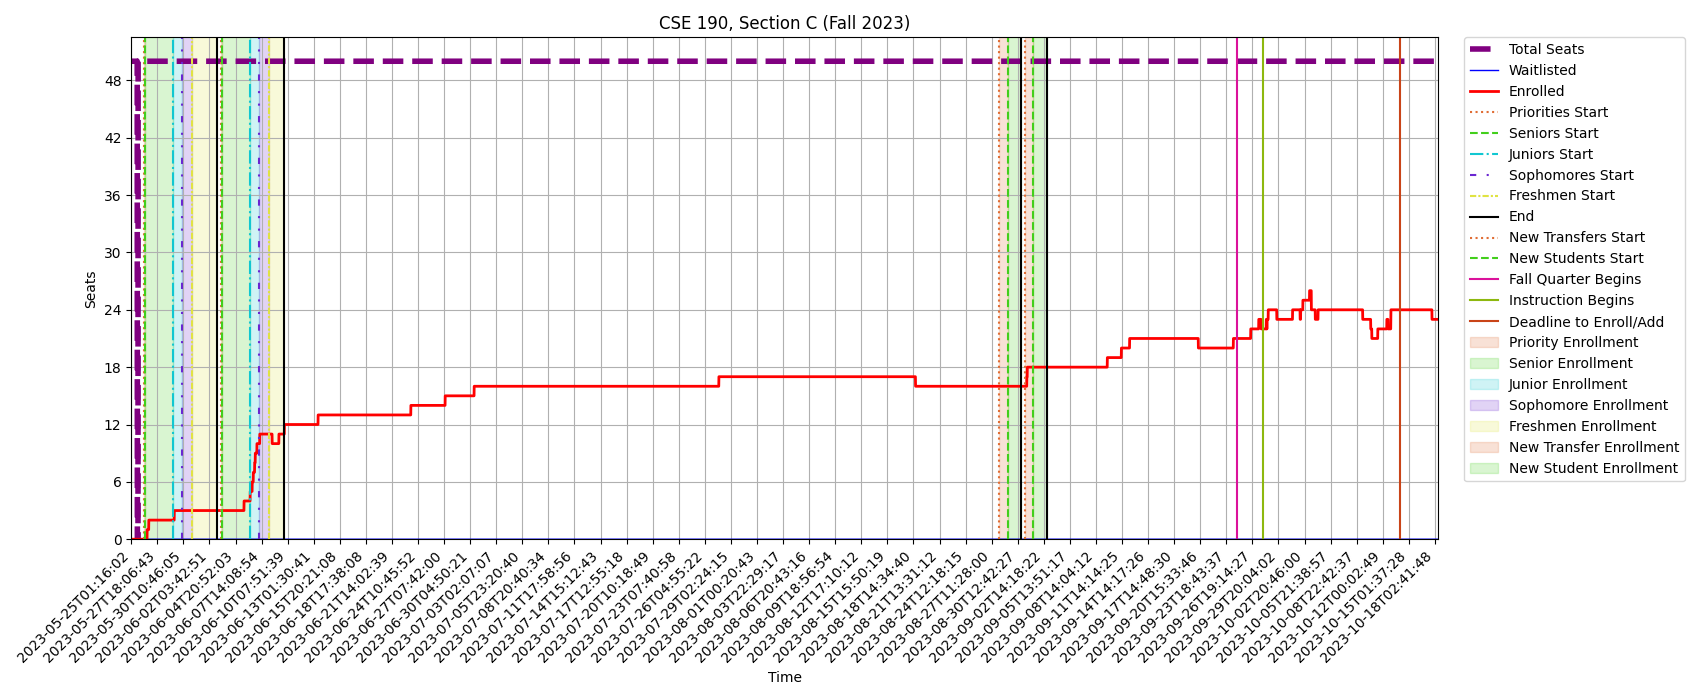 CSE 190, Section C (Fall 2023)
Seats
48
42
36
30
24
18
12
6
0
2023-05-25T01:16:02
2023-05-27T18:06:43
2023-05-30T10:46:05
2023-06-02T03:42:51
2023-06-04T20:52:03
2023-06-07T14:08:54
2023-06-10T07:51:39
2023-06-13T01:30:41
2023-06-15T20:21:08
2023-06-18T17:38:08
2023-06-21T14:02:39
2023-06-24T10:45:52
2023-06-27T07:42:00
2023-06-30T04:50:21
2023-07-03T02:07:07
2023-07-05T23:20:40
2023-07-08T20:40:34
2023-07-11T17:58:56
2023-07-14T15:12:43
2023-07-17T12:55:18
2023-07-20T10:18:49
2023-07-23T07:40:58
2023-07-26T04:55:22
2023-07-29T02:24:15
2023-08-01T00:20:43
2023-08-03T22:29:17
2023-08-06T20:43:16
2023-08-09T18:56:54
2023-08-12T17:10:12
2023-08-15T15:50:19
2023-08-18T14:34:40
2023-08-21T13:31:12
2023-08-24T12:18:15
2023-08-27T11:28:00
2023-08-30T12:42:27
2023-09-02T14:18:22
2023-09-05T13:51:17
2023-09-08T14:04:12
2023-09-11T14:14:25
2023-09-14T14:17:26
2023-09-17T14:48:30
2023-09-20T15:33:46
2023-09-23T18:43:37
2023-09-26T19:14:27
2023-09-29T20:04:02
2023-10-02T20:46:00
2023-10-05T21:38:57
2023-10-08T22:42:37
2023-10-12T00:02:49
2023-10-15T01:37:28
2023-10-18T02:41:48
Time
Total Seats
Waitlisted
Enrolled
Priorities Start
Seniors Start
Juniors Start
Sophomores Start
Freshmen Start
End
New Transfers Start
New Students Start
Fall Quarter Begins
Instruction Begins
Deadline to Enroll/Add
Priority Enrollment
Senior Enrollment
Junior Enrollment
Sophomore Enrollment
Freshmen Enrollment
New Transfer Enrollment
New Student Enrollment